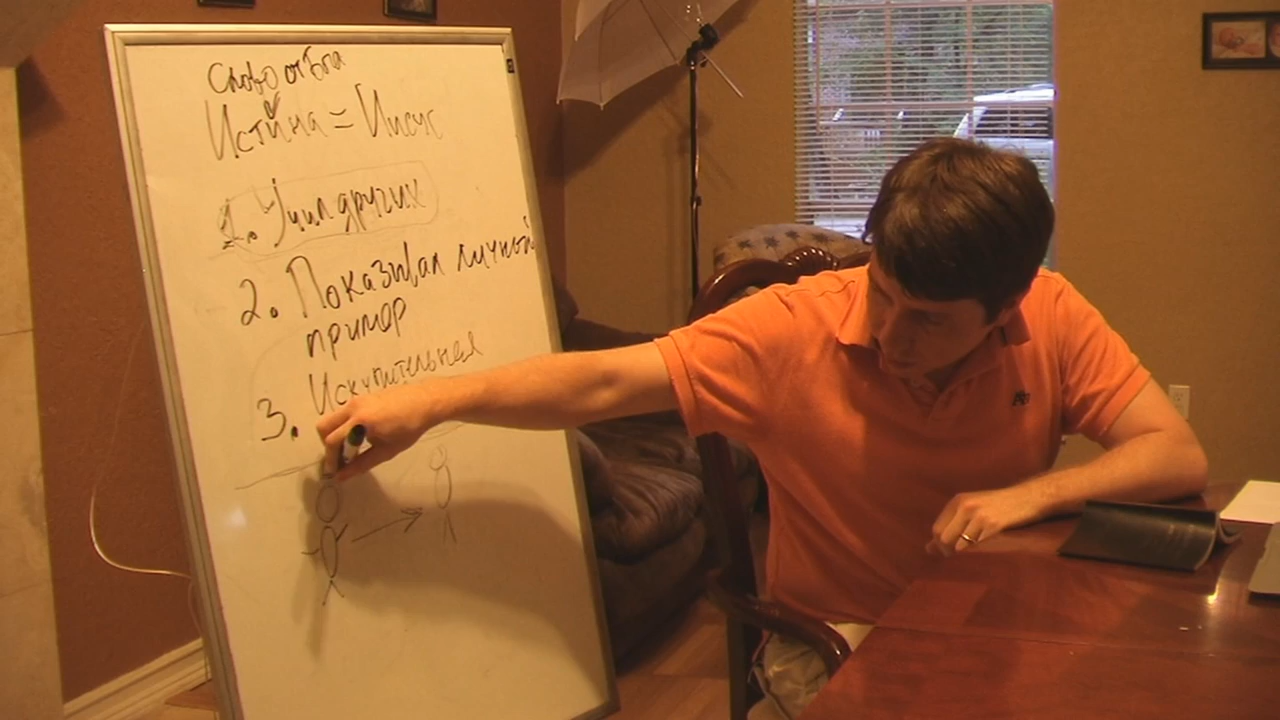 Слово от Бога
Истина = Иисус
1. Учил других
2. Показывал личный
пример
3. Искупительная